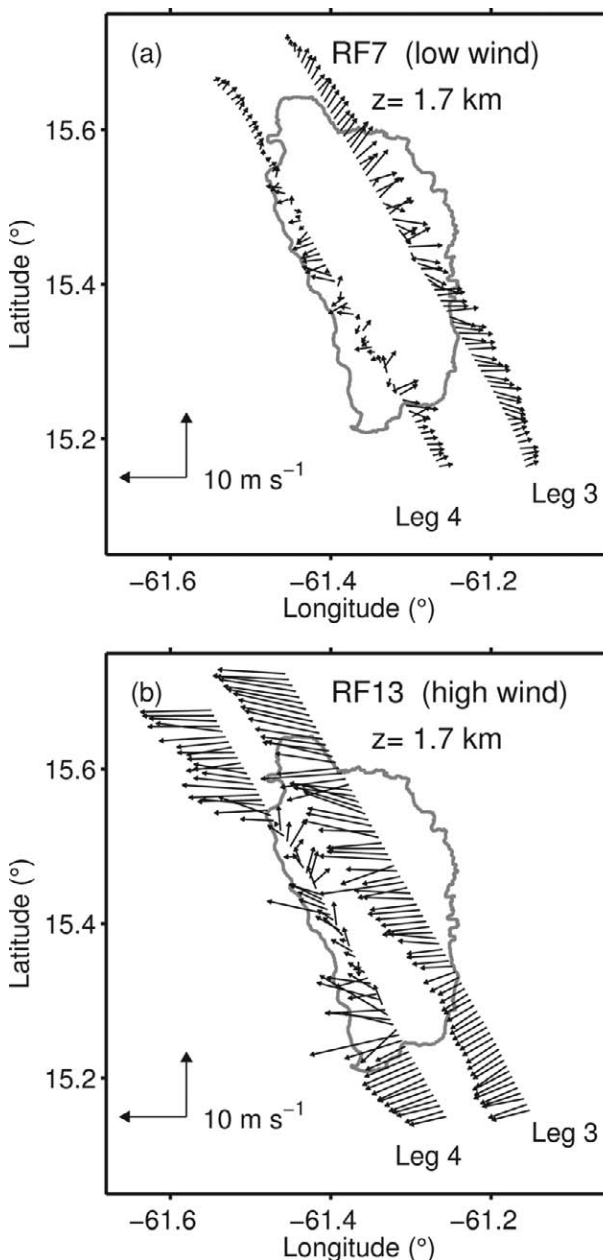 (a)
RF7 (low wind)
z= 1.7 km
15.6
15.4
15.2
Latitude (°)
10 m s⁻¹
Leg 4
Leg 3
−61.6
−61.4
−61.2
Longitude (°)
(b)
RF13 (high wind)
z= 1.7 km
15.6
15.4
15.2
Latitude (°)
10 m s⁻¹
Leg 4
Leg 3
−61.6
−61.4
−61.2
Longitude (°)